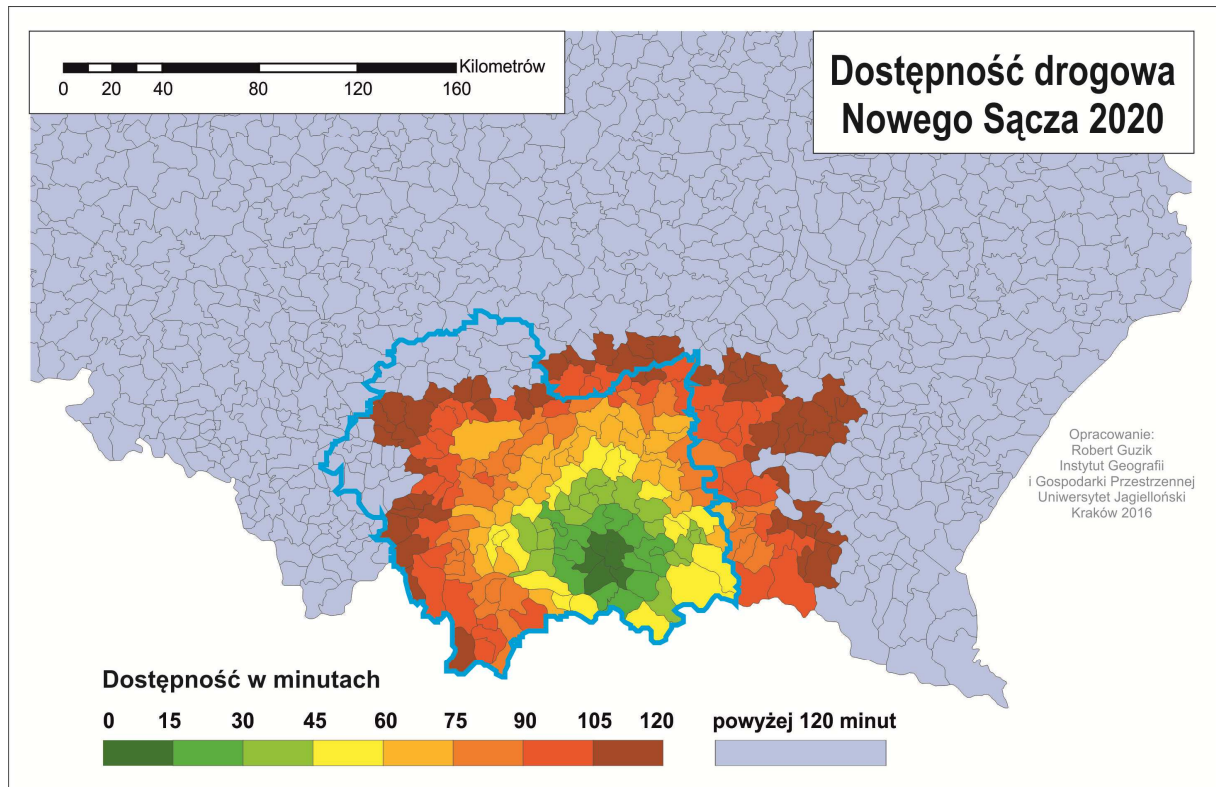 Kilometrów
0 20 40 80 120 160
Dostępność drogowa
Nowego Sącza 2020
Opracowanie:
Robert Guzik
Instytut Geografii
i Gospodarki Przestrzennej
Uniwersytet Jagielloński
Kraków 2016
Dostępność w minutach
0 15 30 45 60 75 90 105 120
powyżej 120 minut